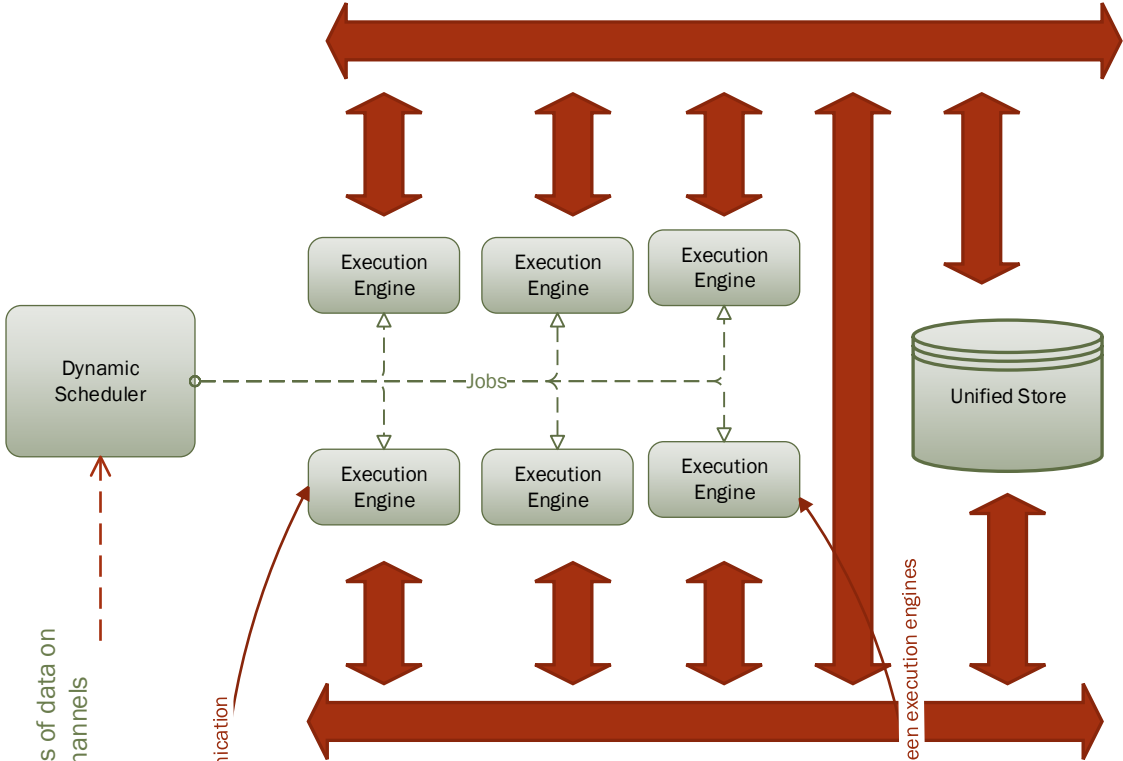 Execution
Engine
Execution
Engine
Execution
Engine
Dynamic
Scheduler
Jobs
Unified Store
Execution
Engine
Execution
Engine
Execution
Engine
s of data on
annels
nication
een execution engines